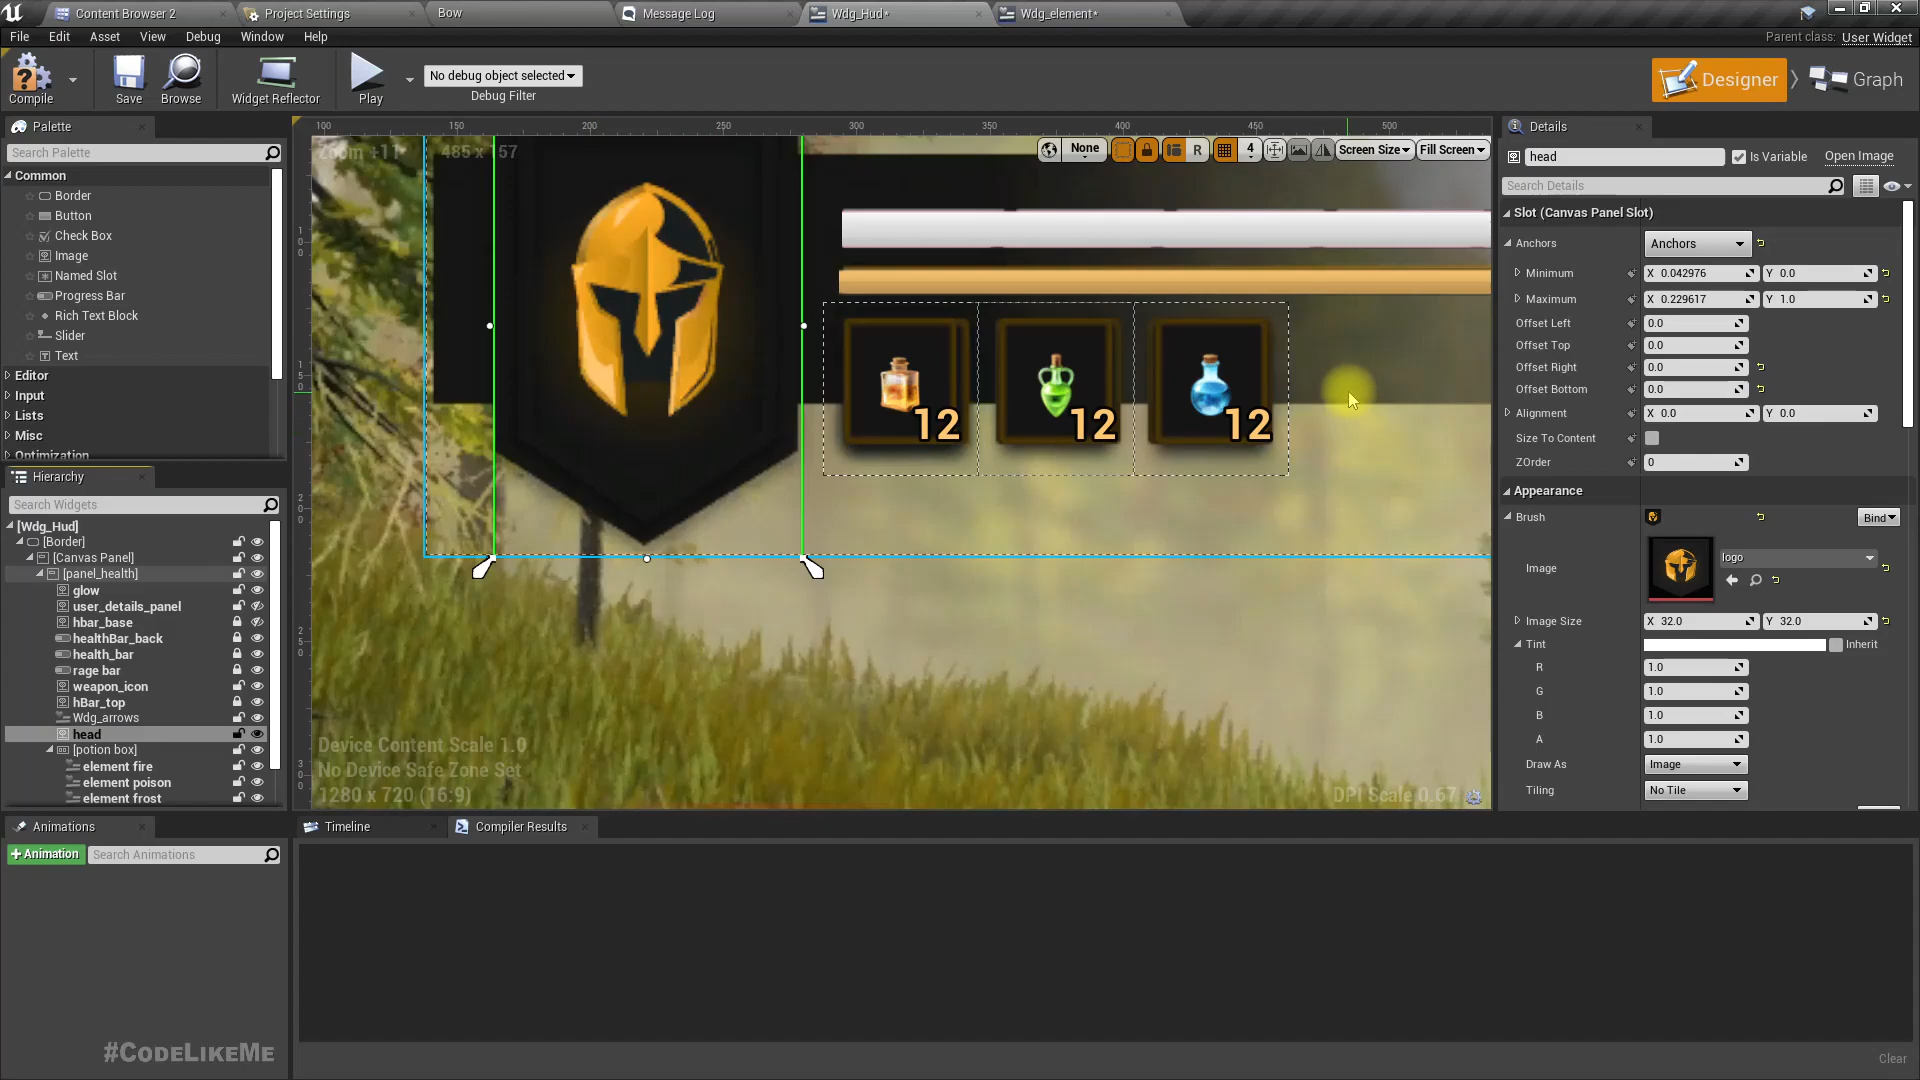 Content Browser 2
Project Settings
Bow
Message Log
Wdg_Hud*
Wdg_element*
File
Edit
Asset
View
Debug
Window
Help
Parent class: User Widget
Compile
Save
Browse
Widget Reflector
Play
No debug object selected
Debug Filter
Designer
Graph
Palette
Search Palette
Common
Border
Button
Check Box
Image
Named Slot
Progress Bar
Rich Text Block
Slider
Text
Editor
Input
Lists
Misc
Optimization
Hierarchy
Search Widgets
[Wdg_Hud]
[Border]
[Canvas Panel]
[panel_health]
glow
user_details_panel
hbar_base
healthBar_back
health_bar
rage bar
weapon_icon
hBar_top
Wdg_arrows
head
[potion box]
element fire
element poison
element frost
Animations
+Animation
Search Animations
#CodeLikeMe
100
150
200
250
300
350
400
450
500
Zoom +11
485 x 157
None
R
4
Screen Size
Fill Screen
100
150
200
250
300
12
12
12
Device Content Scale 1.0
No Device Safe Zone Set
1280 x 720 (16:9)
DPI Scale 0.67
Timeline
Compiler Results
Clear
Details
head
Is Variable
Open Image
Search Details
Slot (Canvas Panel Slot)
Anchors
Anchors
Minimum
X 0.042976
Y 0.0
Maximum
X 0.229617
Y 1.0
Offset Left
0.0
Offset Top
0.0
Offset Right
0.0
Offset Bottom
0.0
Alignment
X 0.0
Y 0.0
Size To Content
ZOrder
0
Appearance
Brush
Bind
Image
logo
Image Size
X 32.0
Y 32.0
Tint
Inherit
R
1.0
G
1.0
B
1.0
A
1.0
Draw As
Image
Tiling
No Tile